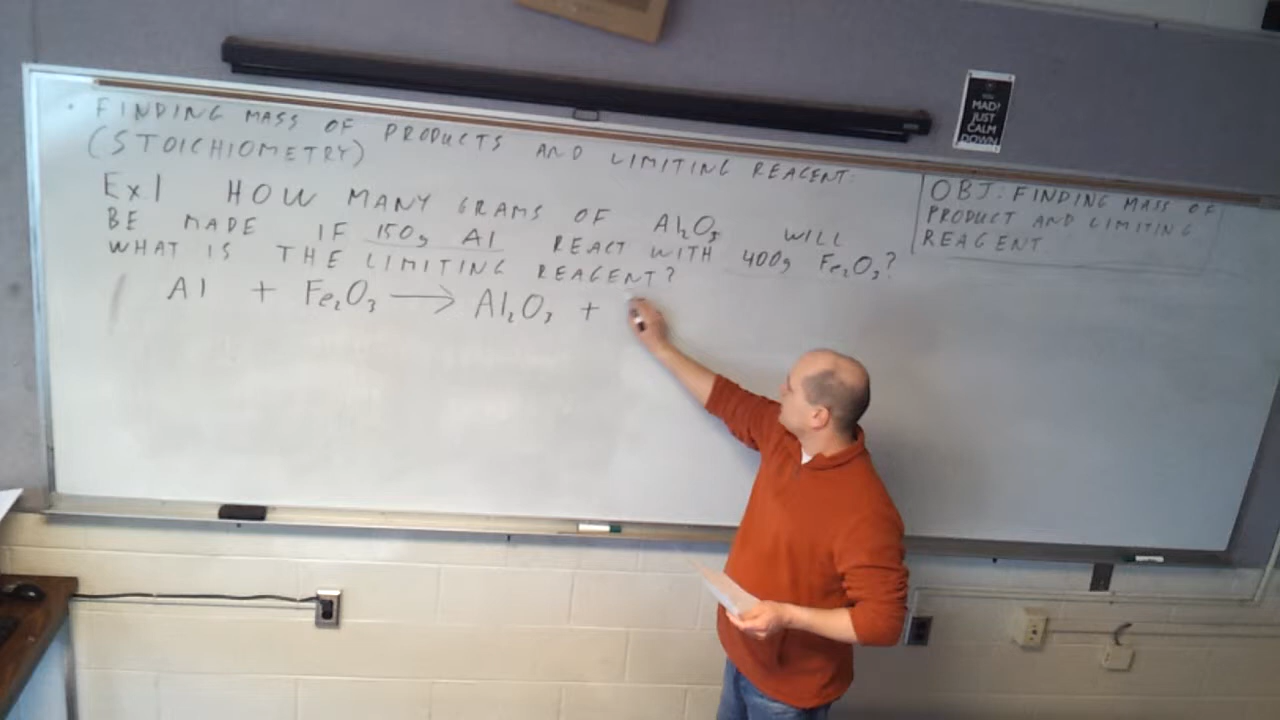 · FINDING MASS OF PRODUCTS AND LIMITING REAGENT:
(STOICHIOMETRY)
Ex.1 HOW MANY GRAMS OF Al₂O₃ WILL
BE MADE IF 150g Al REACT WITH 400g Fe₂O₃?
WHAT IS THE LIMITING REAGENT?
Al + Fe₂O₃ → Al₂O₃ +
OBJ: FINDING MASS OF
PRODUCT AND LIMITING
REAGENT
MAD?
JUST
CALM
DOWN